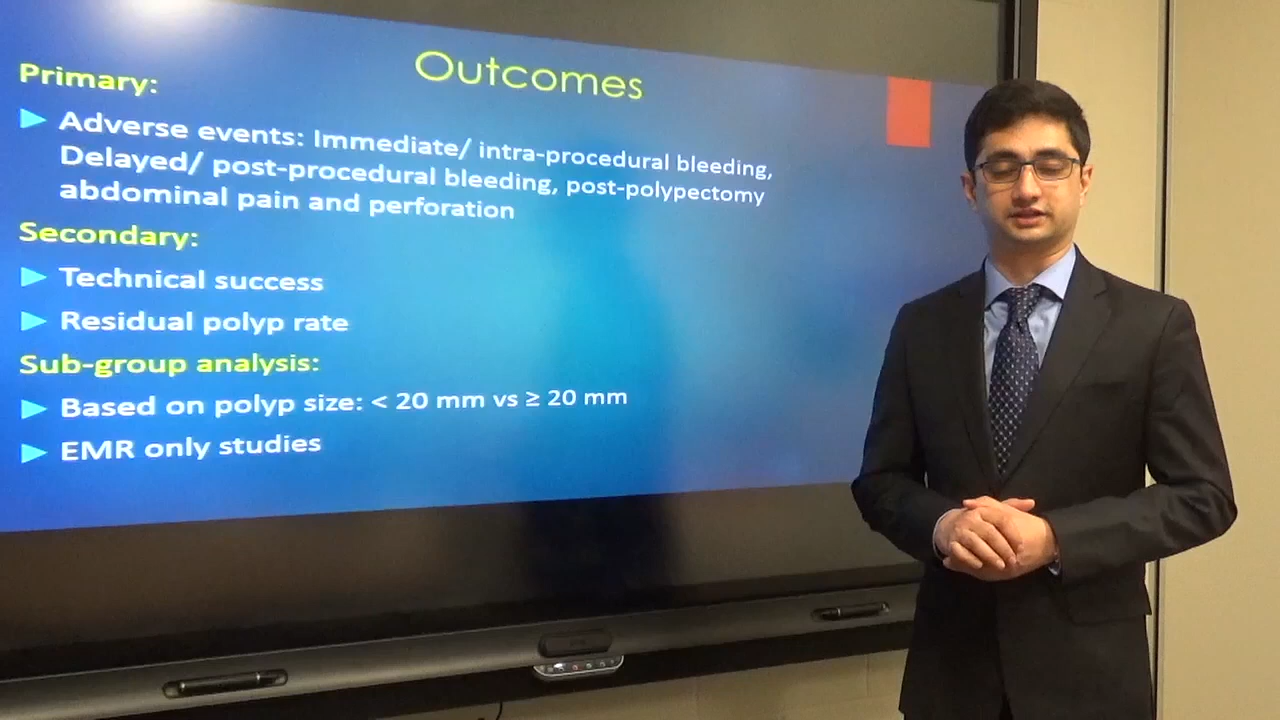 Outcomes
Primary:
Adverse events: Immediate/ intra-procedural bleeding,
Delayed/ post-procedural bleeding, post-polypectomy
abdominal pain and perforation
Secondary:
Technical success
Residual polyp rate
Sub-group analysis:
Based on polyp size: < 20 mm vs ≥ 20 mm
EMR only studies